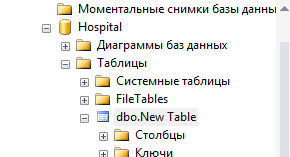 Моментальные снимки базы данны
Hospital
Диаграммы баз данных
Таблицы
Системные таблицы
FileTables
dbo.New Table
Столбцы
Ключи